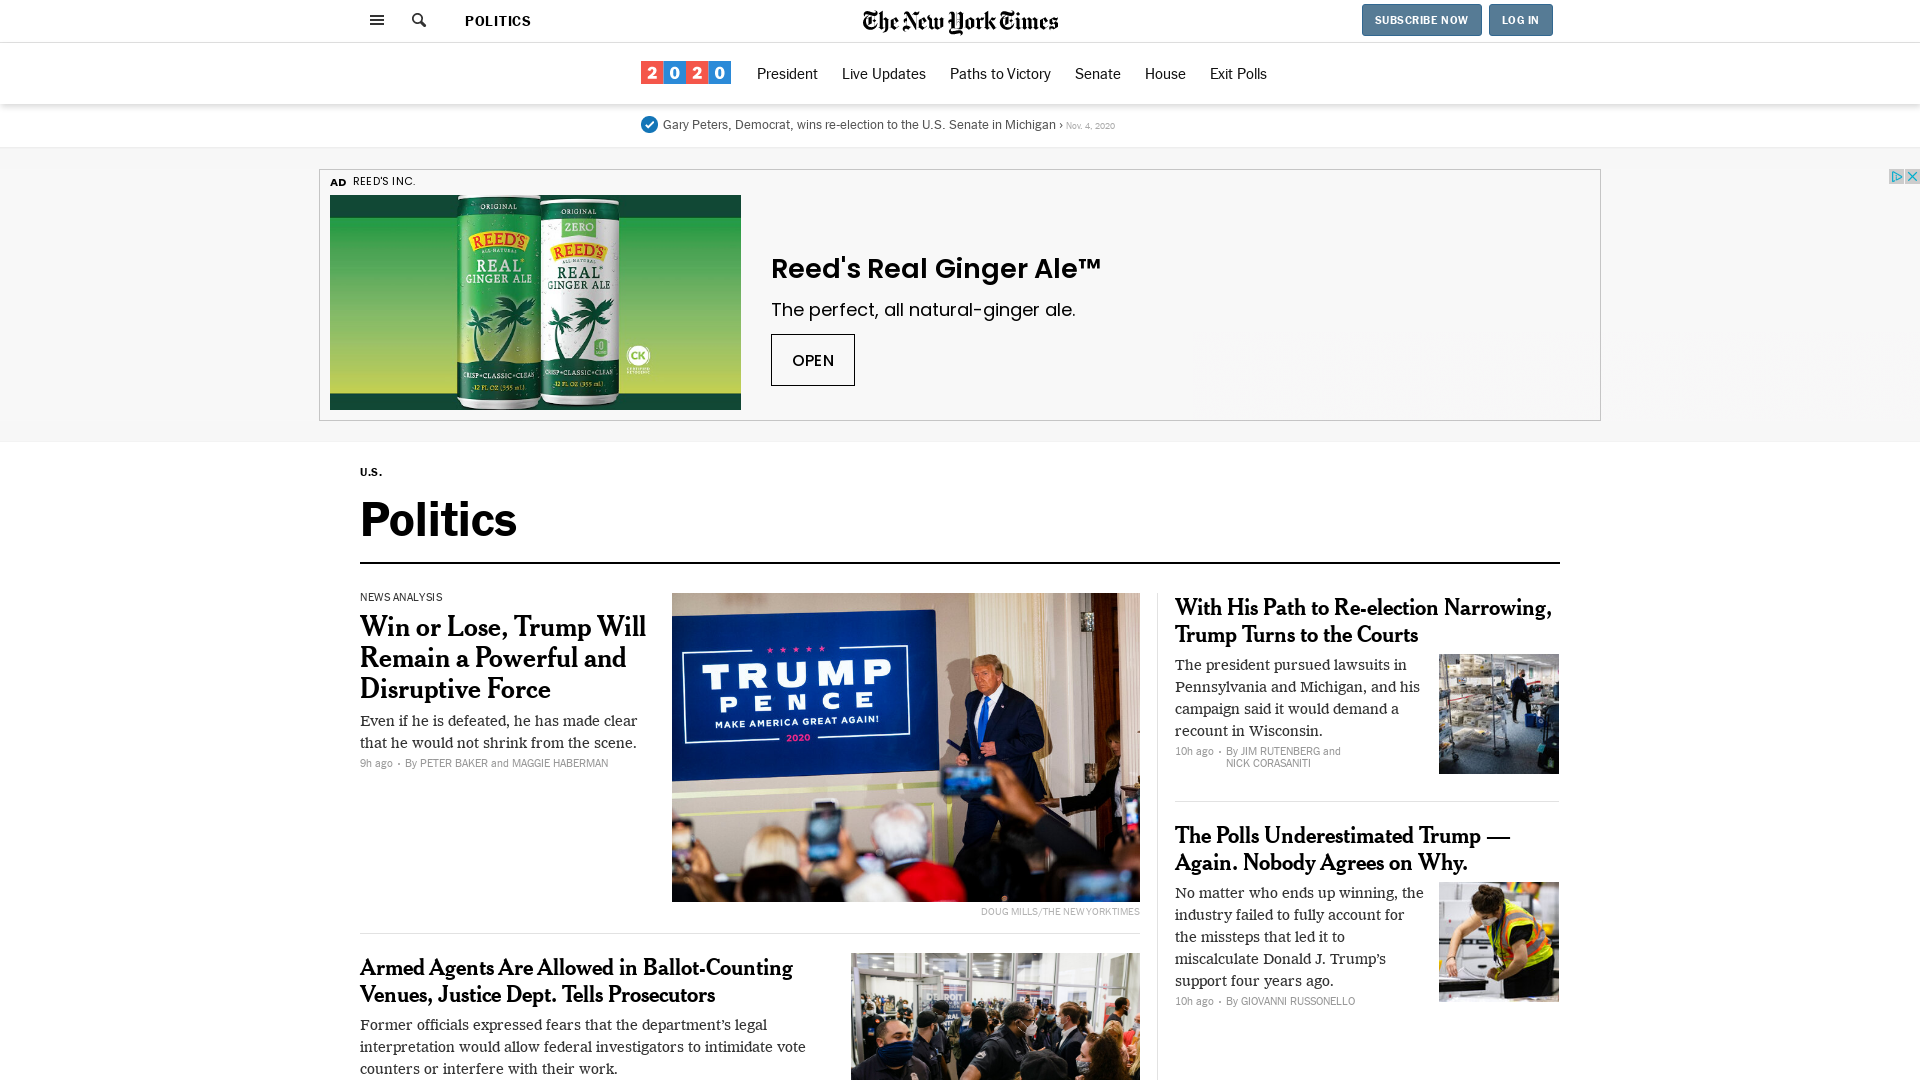 POLITICS
The New York Times
SUBSCRIBE NOW
LOG IN
2020
President
Live Updates
Paths to Victory
Senate
House
Exit Polls
Gary Peters, Democrat, wins re-election to the U.S. Senate in Michigan › Nov. 4, 2020
AD REED'S INC.
ORIGINAL
REED'S
ALL-NATURAL
REAL
GINGER ALE
CRISP•CLASSIC•CLEAN
12 FL OZ (355 mL)
ORIGINAL
ZERO
REED'S
ALL-NATURAL
REAL
GINGER ALE
CRISP•CLASSIC•CLEAN
12 FL OZ (355 mL)
CK
Reed's Real Ginger Ale™
The perfect, all natural-ginger ale.
OPEN
U.S.
Politics
NEWS ANALYSIS
Win or Lose, Trump Will
Remain a Powerful and
Disruptive Force
Even if he is defeated, he has made clear
that he would not shrink from the scene.
9h ago • By PETER BAKER and MAGGIE HABERMAN
TRUMP
PENCE
MAKE AMERICA GREAT AGAIN!
2020
DOUG MILLS/THE NEW YORK TIMES
Armed Agents Are Allowed in Ballot-Counting
Venues, Justice Dept. Tells Prosecutors
Former officials expressed fears that the department’s legal
interpretation would allow federal investigators to intimidate vote
counters or interfere with their work.
DETROIT
With His Path to Re-election Narrowing,
Trump Turns to the Courts
The president pursued lawsuits in
Pennsylvania and Michigan, and his
campaign said it would demand a
recount in Wisconsin.
10h ago • By JIM RUTENBERG and
NICK CORASANITI
The Polls Underestimated Trump —
Again. Nobody Agrees on Why.
No matter who ends up winning, the
industry failed to fully account for
the missteps that led it to
miscalculate Donald J. Trump’s
support four years ago.
10h ago • By GIOVANNI RUSSONELLO